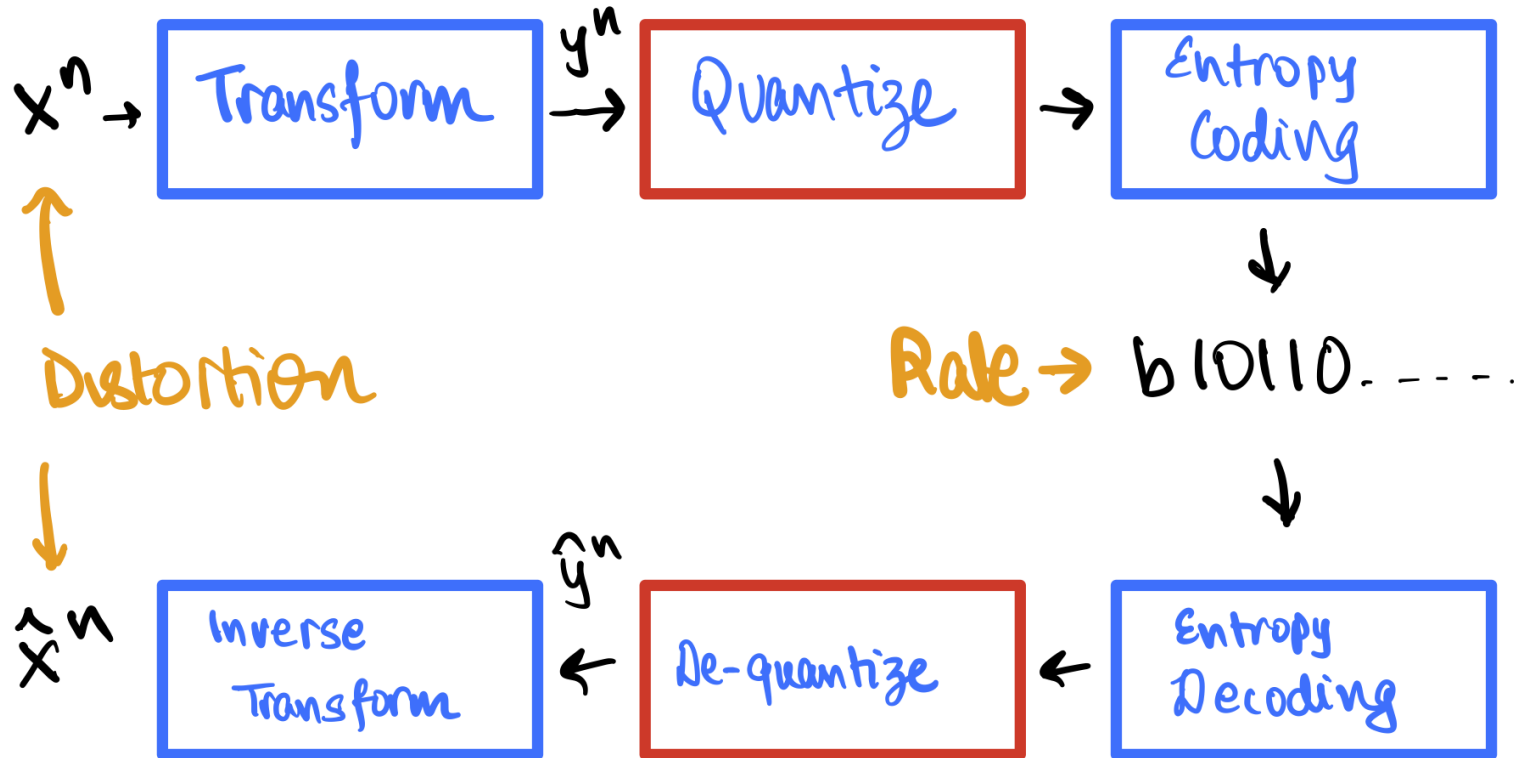 xⁿ → Transform yⁿ → Quantize → Entropy
Coding
↓
Distortion
Rate → b10110.-----
↓
x̂ⁿ Inverse
Transform
ŷⁿ
← De-quantize ← Entropy
Decoding